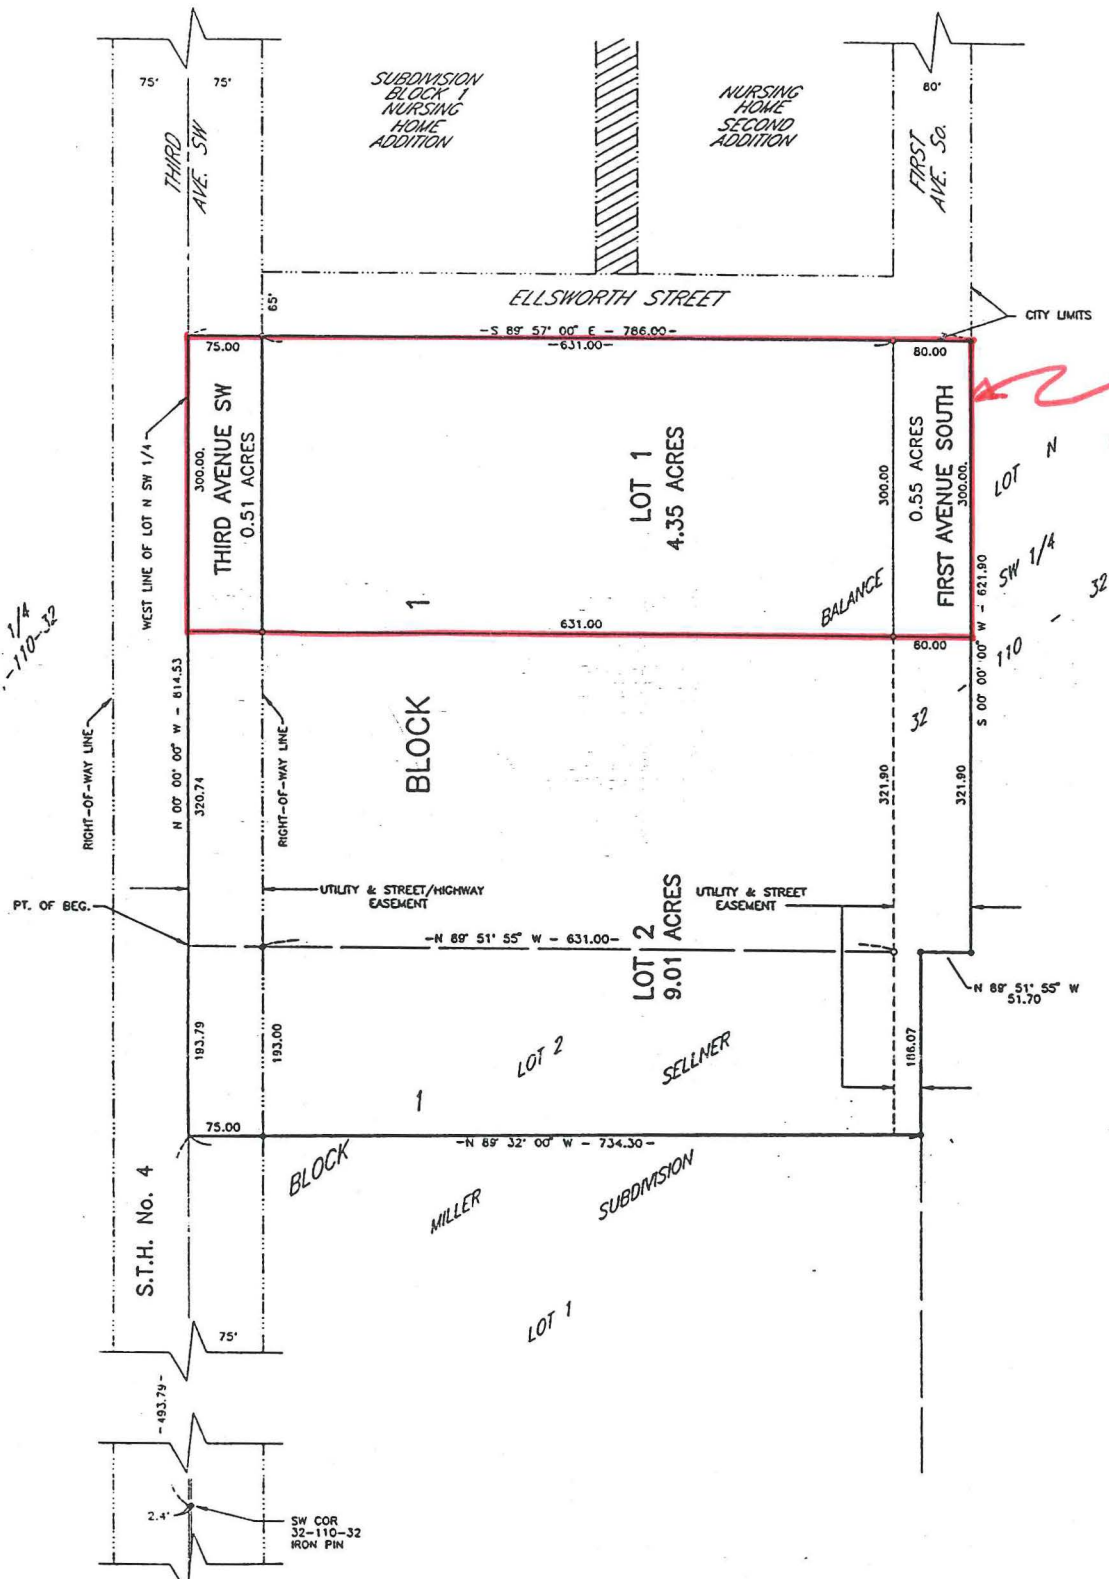 75'
75'
THIRD
AVE. SW
SUBDIVISION
BLOCK 1
NURSING
HOME
ADDITION
NURSING
HOME
SECOND
ADDITION
80'
FIRST
AVE. SO.
65'
ELLSWORTH STREET
CITY LIMITS
-S 89° 57' 00" E - 786.00-
75.00
-631.00-
80.00
WEST LINE OF LOT N SW 1/4
300.00
THIRD AVENUE SW
0.51 ACRES
LOT 1
4.35 ACRES
300.00
0.55 ACRES
FIRST AVENUE SOUTH
300.00
LOT N
SW 1/4
32 - 110 - 32
1/4
-110-32
BALANCE
1
BLOCK
631.00
S 00° 00' 00" W - 621.90
N 00° 00' 00" W - 814.53
320.74
RIGHT-OF-WAY LINE
RIGHT-OF-WAY LINE
321.90
321.90
PT. OF BEG.
UTILITY & STREET/HIGHWAY
EASEMENT
UTILITY & STREET
EASEMENT
-N 89° 51' 55" W - 631.00-
LOT 2
9.01 ACRES
N 89° 51' 55" W
51.70
193.79
193.00
186.07
LOT 2
SELLNER
1
BLOCK
75.00
-N 89° 32' 00" W - 734.30-
MILLER
SUBDIVISION
LOT 1
S.T.H. No. 4
75'
-493.79-
2.4'
SW COR
32-110-32
IRON PIN